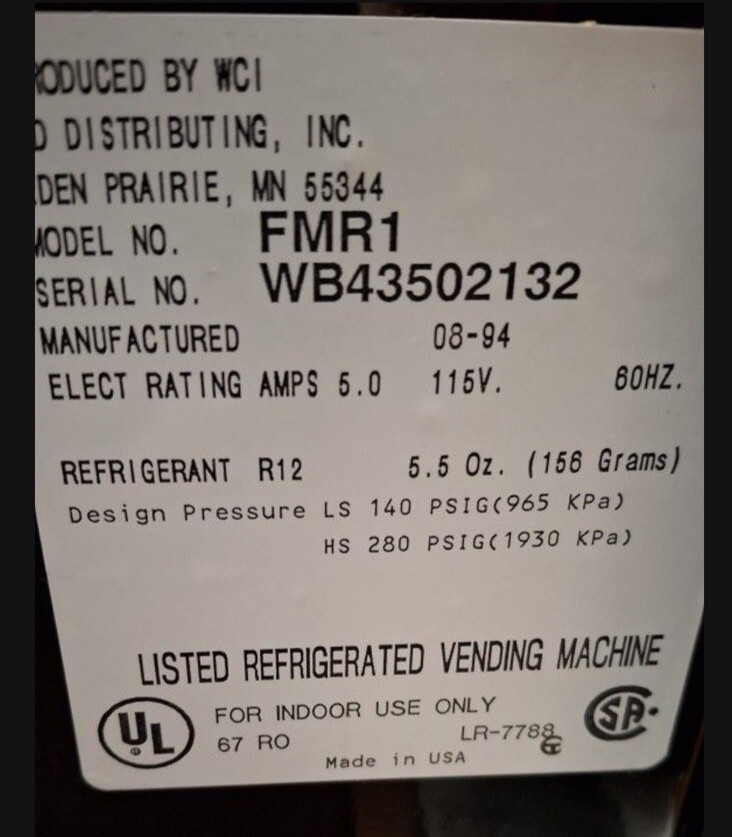 RODUCED BY WCI
D DISTRIBUTING, INC.
DEN PRAIRIE, MN 55344
MODEL NO. FMR1
SERIAL NO. WB43502132
MANUFACTURED 08-94
ELECT RATING AMPS 5.0 115V. 60HZ.
REFRIGERANT R12 5.5 Oz. (156 Grams)
Design Pressure LS 140 PSIG(965 KPa)
HS 280 PSIG(1930 KPa)
LISTED REFRIGERATED VENDING MACHINE
UL
FOR INDOOR USE ONLY
67 RO LR-7788
Made in USA
SA